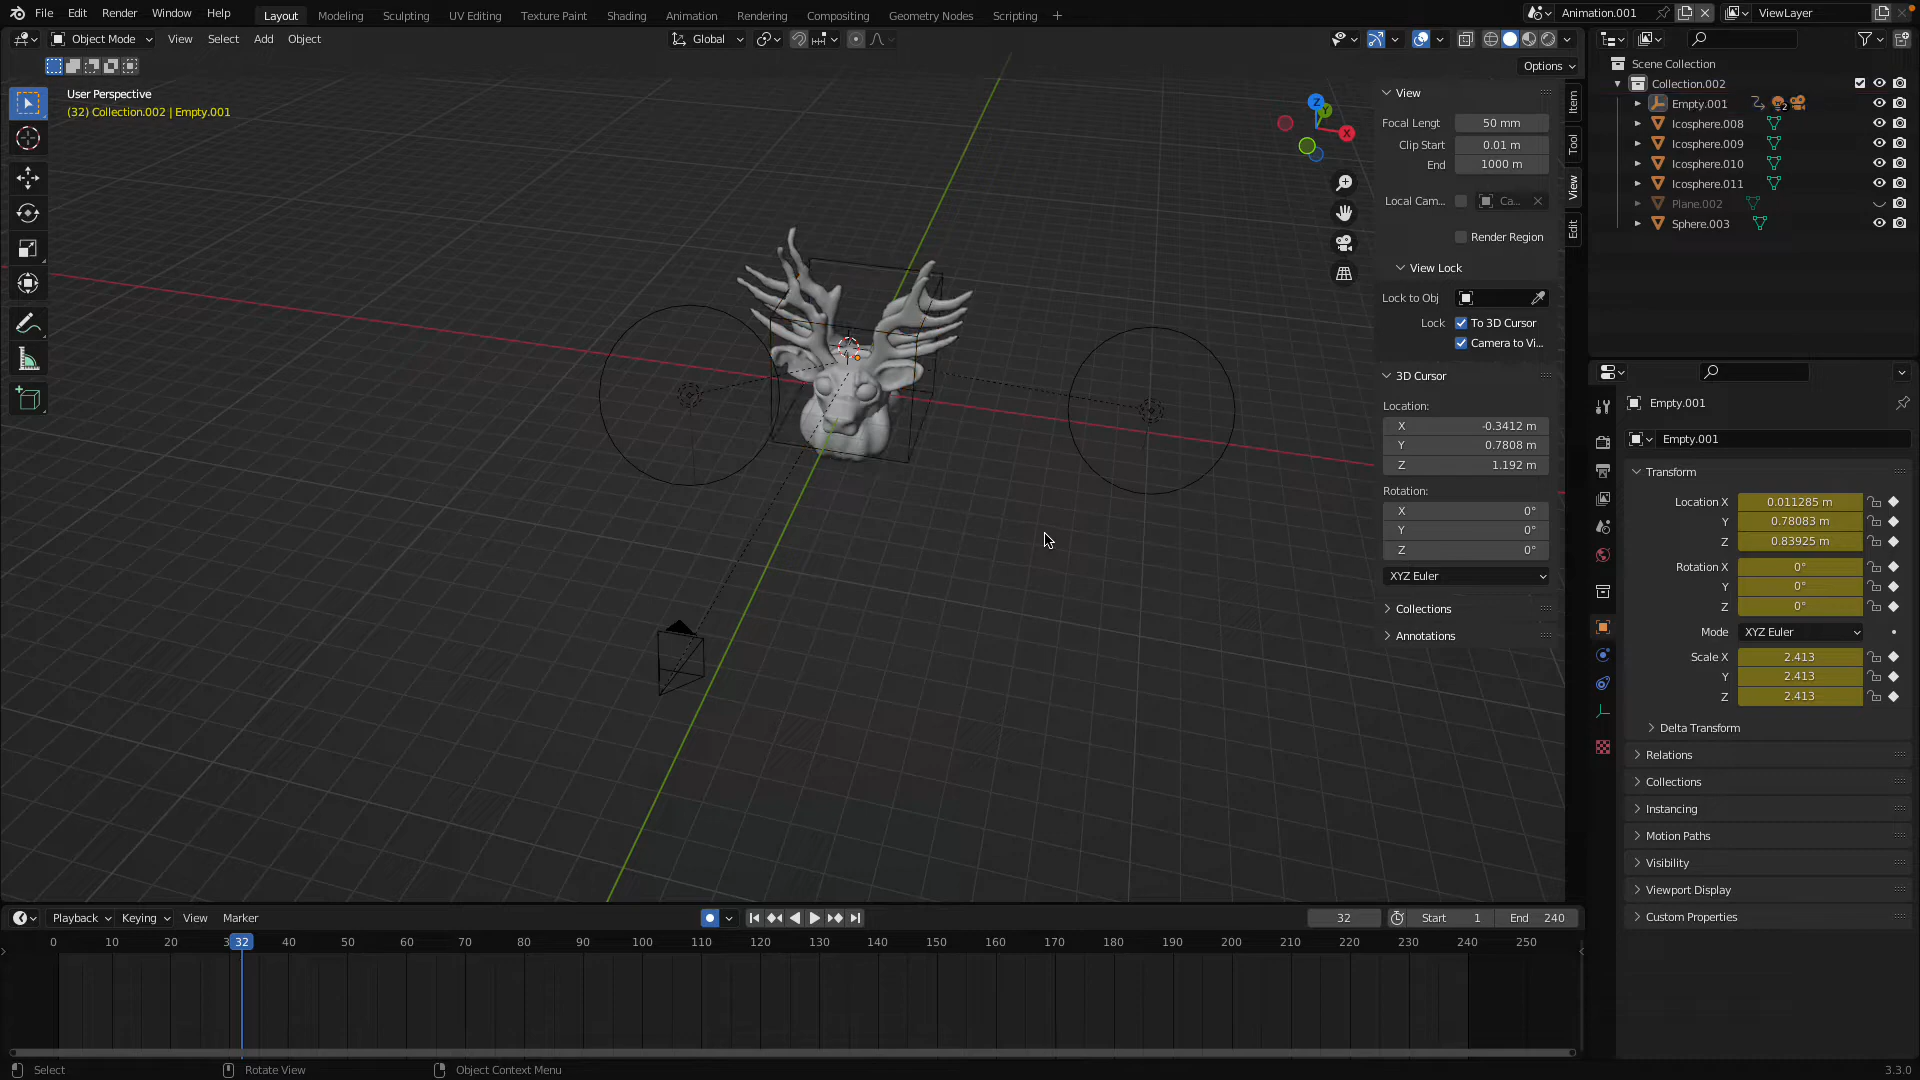 File Edit Render Window Help Layout Modeling Sculpting UV Editing Texture Paint Shading Animation Rendering Compositing Geometry Nodes Scripting + Animation.001 ViewLayer
Object Mode View Select Add Object Global
Options
User Perspective
(32) Collection.002 | Empty.001
View
Focal Lengt 50 mm
Clip Start 0.01 m
End 1000 m
Local Cam... Ca...
Render Region
View Lock
Lock to Obj
Lock To 3D Cursor
Camera to Vi...
3D Cursor
Location:
X -0.3412 m
Y 0.7808 m
Z 1.192 m
Rotation:
X 0°
Y 0°
Z 0°
XYZ Euler
Collections
Annotations
Item
Tool
View
Edit
Z
Y
X
Scene Collection
Collection.002
Empty.001 2
Icosphere.008
Icosphere.009
Icosphere.010
Icosphere.011
Plane.002
Sphere.003
Empty.001
Empty.001
Transform
Location X 0.011285 m
Y 0.78083 m
Z 0.83925 m
Rotation X 0°
Y 0°
Z 0°
Mode XYZ Euler
Scale X 2.413
Y 2.413
Z 2.413
Delta Transform
Relations
Collections
Instancing
Motion Paths
Visibility
Viewport Display
Custom Properties
Playback Keying View Marker 32 Start 1 End 240
0 10 20 3 32 40 50 60 70 80 90 100 110 120 130 140 150 160 170 180 190 200 210 220 230 240 250
Select Rotate View Object Context Menu 3.3.0